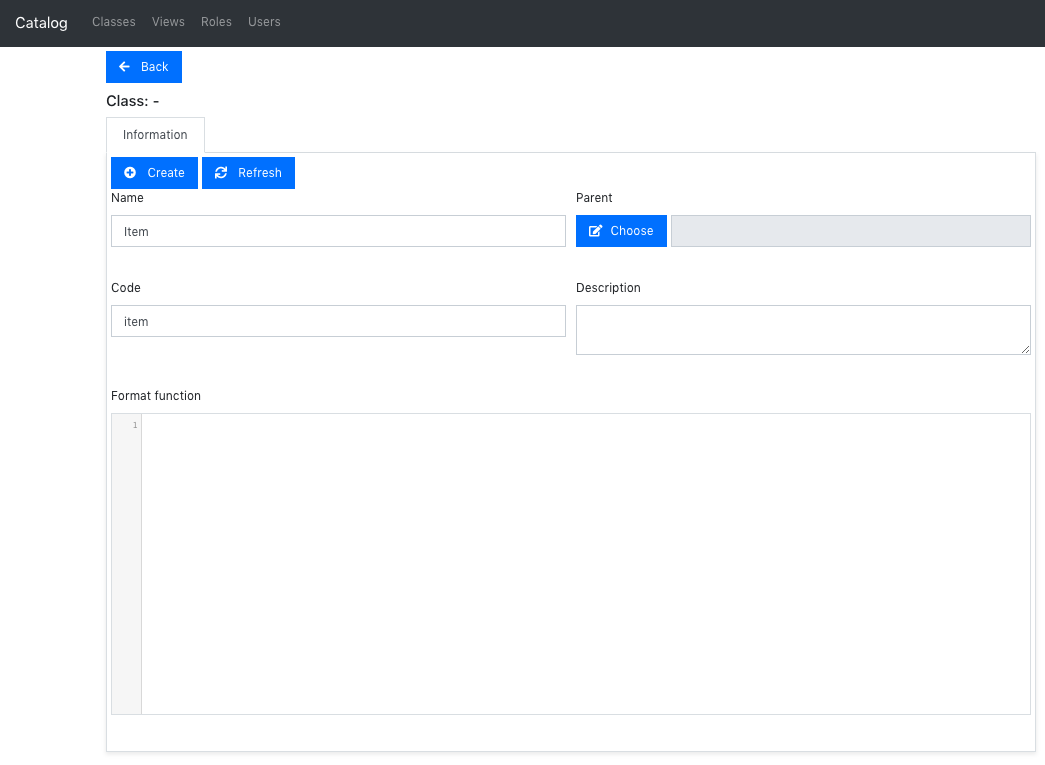 Catalog Classes Views Roles Users
Back
Class: -
Information
Create Refresh
Name Parent
Item Choose
Code Description
item
Format function
1